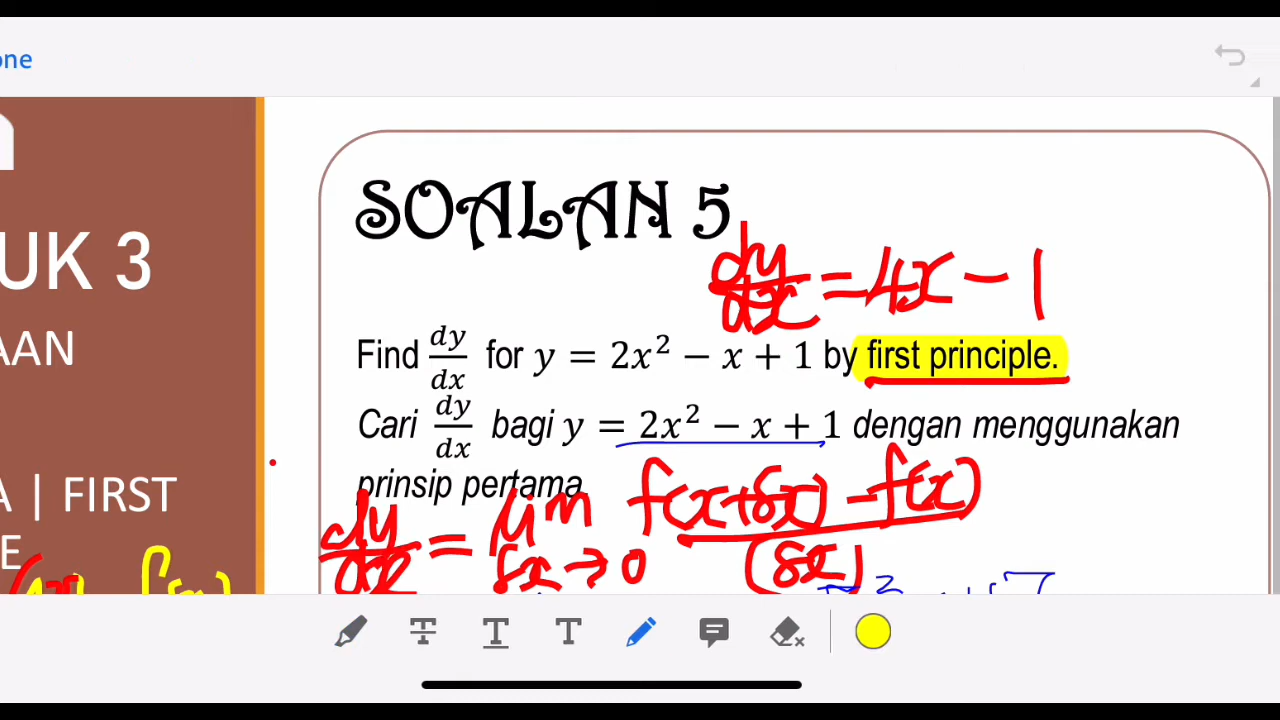 one
UK 3
AAN
A | FIRST
E
SOALAN 5
dy/dx = 4x - 1
Find dy/dx for y = 2x² − x + 1 by first principle.
Cari dy/dx bagi y = 2x² − x + 1 dengan menggunakan
prinsip pertama
dy/dx = lim δx→0 f(x+δx) - f(x) / (δx)
T T T